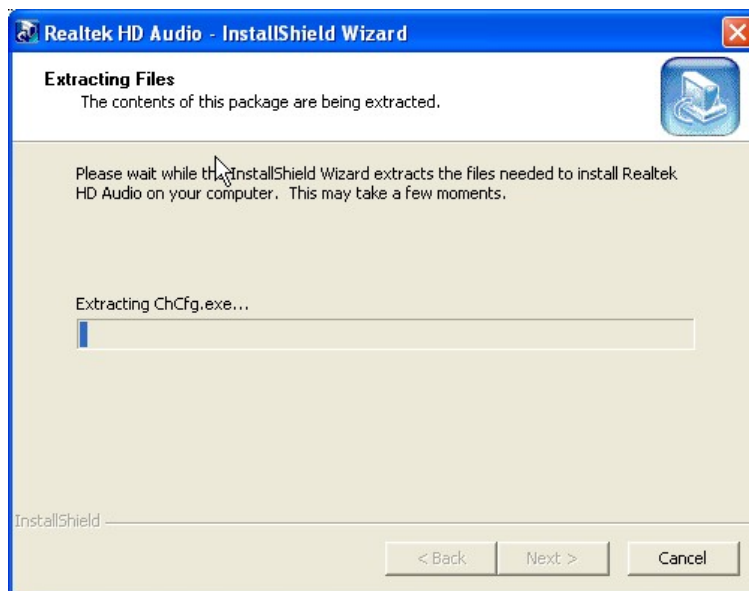 Realtek HD Audio - InstallShield Wizard
Extracting Files
The contents of this package are being extracted.
Please wait while the InstallShield Wizard extracts the files needed to install Realtek
HD Audio on your computer. This may take a few moments.
Extracting ChCfg.exe...
InstallShield
< Back
Next >
Cancel